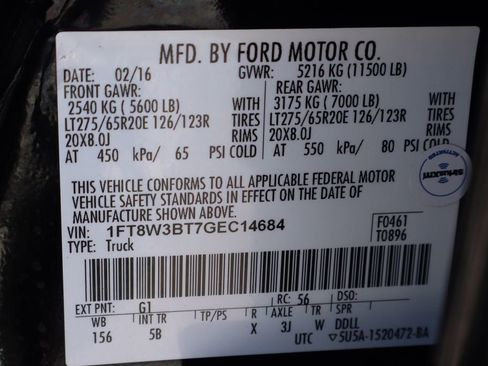 MFD. BY FORD MOTOR CO.
DATE: 02/16 GVWR: 5216 KG (11500 LB)
FRONT GAWR: REAR GAWR:
2540 KG ( 5600 LB) WITH 3175 KG ( 7000 LB) WITH
LT275/65R20E 126/123R TIRES LT275/65R20E 126/123R TIRES
20X8.0J RIMS 20X8.0J RIMS
AT 450 kPa/ 65 PSI COLD AT 550 kPa/ 80 PSI COLD
THIS VEHICLE CONFORMS TO ALL APPLICABLE FEDERAL MOTOR
VEHICLE SAFETY STANDARDS IN EFFECT ON THE DATE OF
MANUFACTURE SHOWN ABOVE.
VIN: 1FT8W3BT7GEC14684 F0461
TYPE: Truck T0896
EXT PNT: G1 RC: 56 DSO:
WB INT TR TP/PS R AXLE TR SPR
156 5B X 3J W DDLL
UTC 5U5A-1520472-BA
SiriusXM